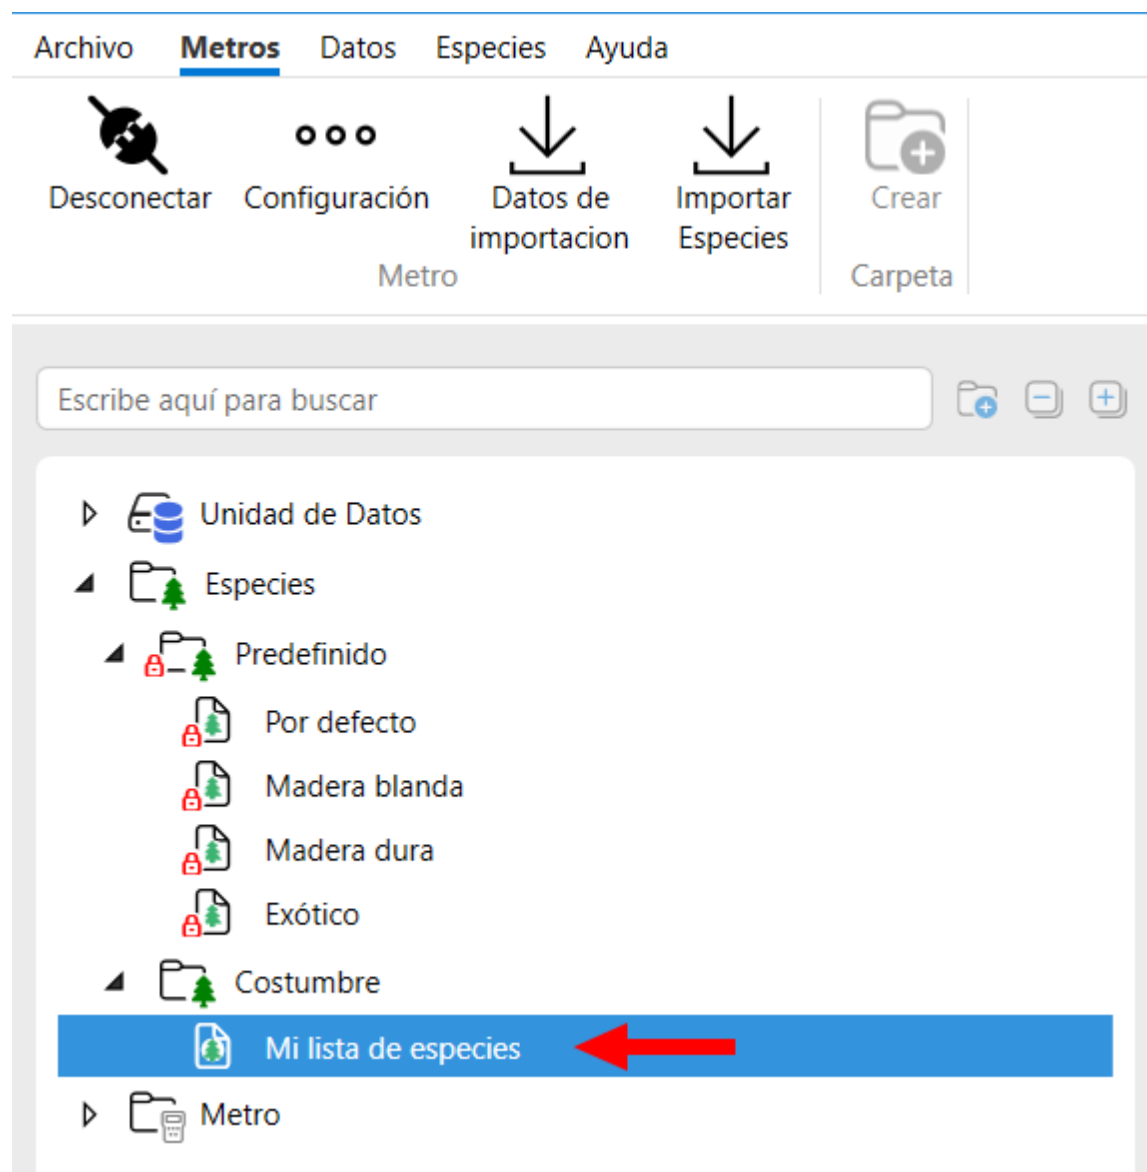 Archivo Metros Datos Especies Ayuda
Desconectar Configuración Datos de importacion Importar Especies Crear
Metro Carpeta
Escribe aquí para buscar
Unidad de Datos
Especies
Predefinido
Por defecto
Madera blanda
Madera dura
Exótico
Costumbre
Mi lista de especies
Metro